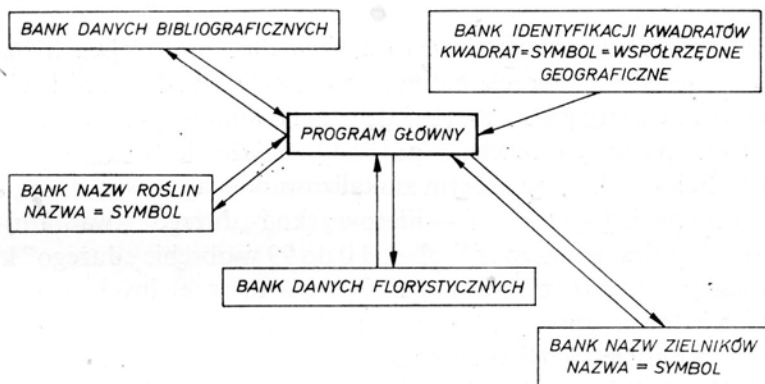 BANK DANYCH BIBLIOGRAFICZNYCH
BANK IDENTYFIKACJI KWADRATÓW
KWADRAT=SYMBOL=WSPÓŁRZĘDNE
GEOGRAFICZNE
PROGRAM GŁÓWNY
BANK NAZW ROŚLIN
NAZWA = SYMBOL
BANK DANYCH FLORYSTYCZNYCH
BANK NAZW ZIELNIKÓW
NAZWA = SYMBOL